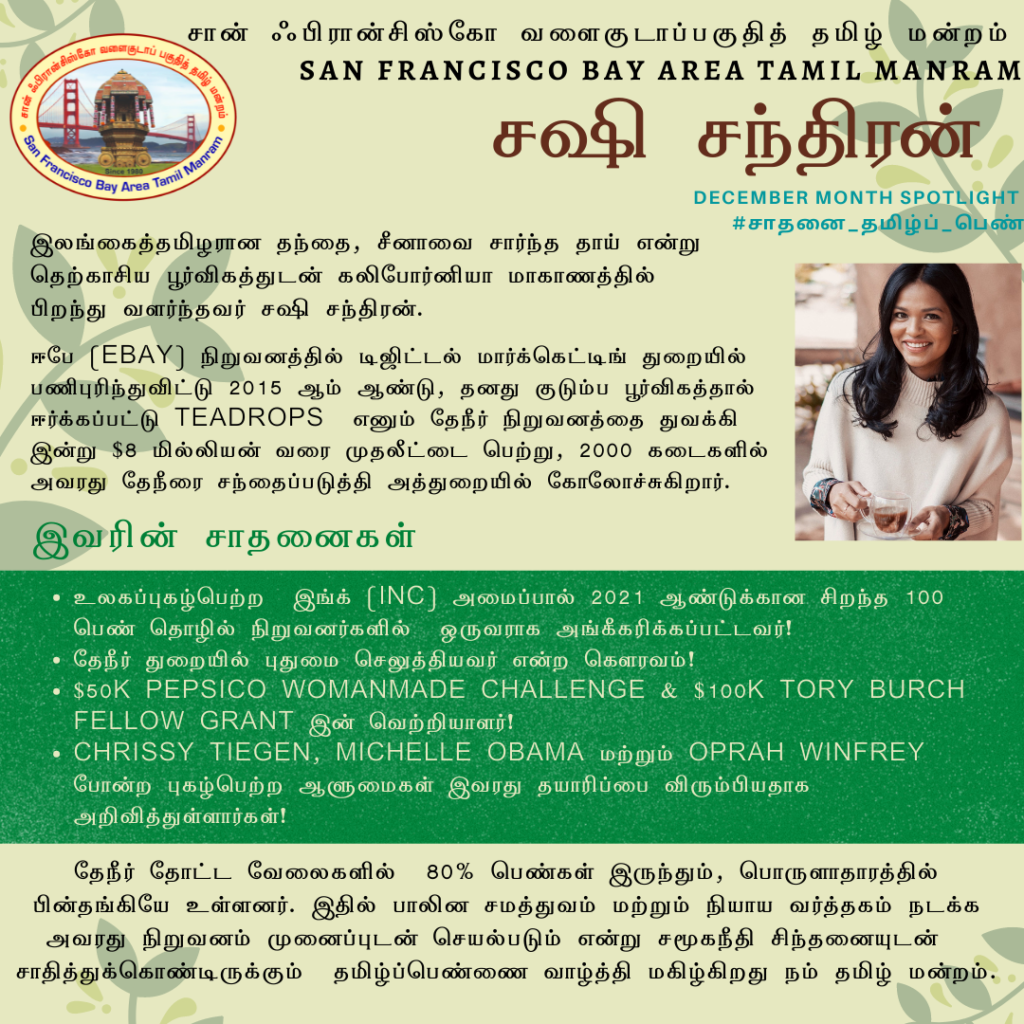 சான் ஃபிரான்சிஸ்கோ வளைகுடாப்பகுதித் தமிழ் மன்றம்
SAN FRANCISCO BAY AREA TAMIL MANRAM
சான் ஃபிரான்சிஸ்கோ வளைகுடாப் பகுதித் தமிழ் மன்றம்
Since 1980
San Francisco Bay Area Tamil Manram
சஷி சந்திரன்
DECEMBER MONTH SPOTLIGHT
#சாதனை_தமிழ்ப்_பெண்
இலங்கைத்தமிழரான தந்தை, சீனாவை சார்ந்த தாய் என்று
தெற்காசிய பூர்விகத்துடன் கலிபோர்னியா மாகாணத்தில்
பிறந்து வளர்ந்தவர் சஷி சந்திரன்.
ஈபே (EBAY) நிறுவனத்தில் டிஜிட்டல் மார்க்கெட்டிங் துறையில்
பணிபுரிந்துவிட்டு 2015 ஆம் ஆண்டு, தனது குடும்ப பூர்விகத்தால்
ஈர்க்கப்பட்டு TEADROPS எனும் தேநீர் நிறுவனத்தை துவக்கி
இன்று $8 மில்லியன் வரை முதலீட்டை பெற்று, 2000 கடைகளில்
அவரது தேநீரை சந்தைப்படுத்தி அத்துறையில் கோலோச்சுகிறார்.
இவரின் சாதனைகள்
• உலகப்புகழ்பெற்ற இங்க் (INC) அமைப்பால் 2021 ஆண்டுக்கான சிறந்த 100
பெண் தொழில் நிறுவனர்களில் ஒருவராக அங்கீகரிக்கப்பட்டவர்!
• தேநீர் துறையில் புதுமை செலுத்தியவர் என்ற கௌரவம்!
• $50K PEPSICO WOMANMADE CHALLENGE & $100K TORY BURCH
FELLOW GRANT இன் வெற்றியாளர்!
• CHRISSY TIEGEN, MICHELLE OBAMA மற்றும் OPRAH WINFREY
போன்ற புகழ்பெற்ற ஆளுமைகள் இவரது தயாரிப்பை விரும்பியதாக
அறிவித்துள்ளார்கள்!
தேநீர் தோட்ட வேலைகளில் 80% பெண்கள் இருந்தும், பொருளாதாரத்தில்
பின்தங்கியே உள்ளனர். இதில் பாலின சமத்துவம் மற்றும் நியாய வர்த்தகம் நடக்க
அவரது நிறுவனம் முனைப்புடன் செயல்படும் என்று சமூகநீதி சிந்தனையுடன்
சாதித்துக்கொண்டிருக்கும் தமிழ்ப்பெண்ணை வாழ்த்தி மகிழ்கிறது நம் தமிழ் மன்றம்.